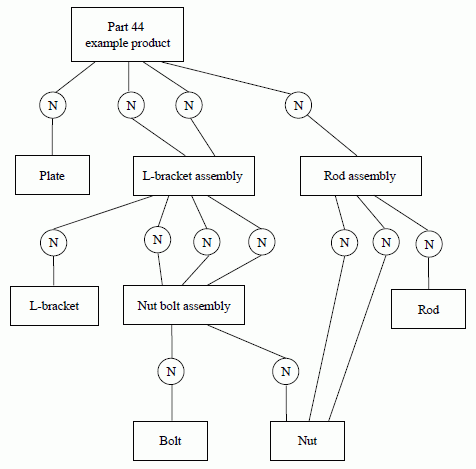 Part 44
example product
N
N
N
N
Plate
L-bracket assembly
Rod assembly
N
N
N
N
N
N
N
L-bracket
Nut bolt assembly
Rod
N
N
Bolt
Nut